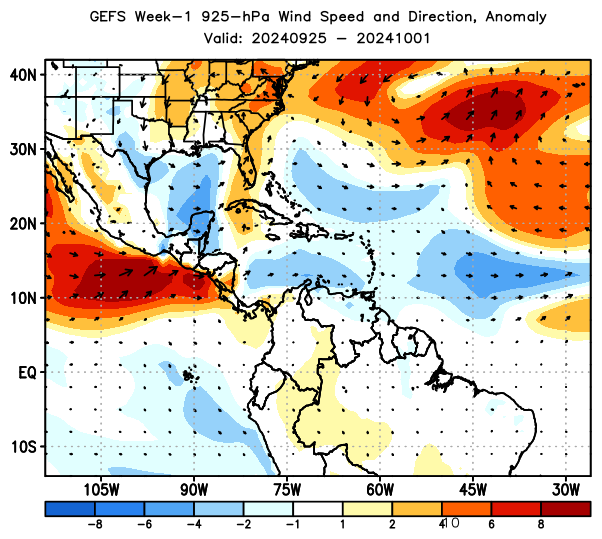 GEFS Week-1 925-hPa Wind Speed and Direction, Anomaly
Valid: 20240925 - 20241001
40N
30N
20N
10N
EQ
10S
105W 90W 75W 60W 45W 30W
-8 -6 -4 -2 -1 1 2 4 10 6 8